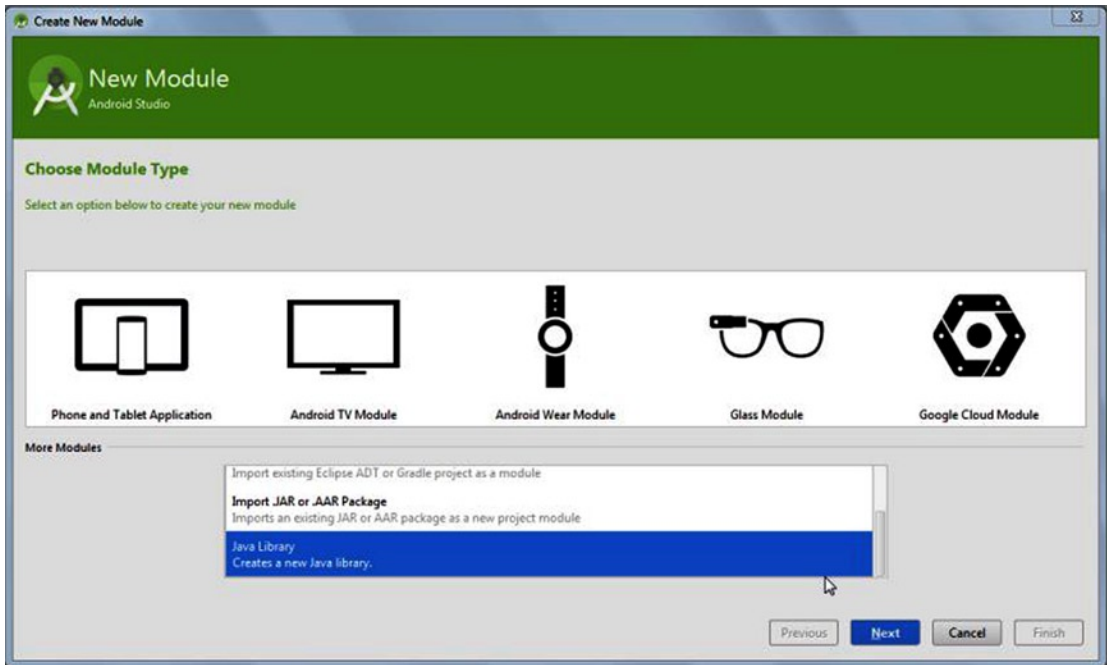 Create New Module
New Module
Android Studio
Choose Module Type
Select an option below to create your new module
Phone and Tablet Application
Android TV Module
Android Wear Module
Glass Module
Google Cloud Module
More Modules
Import existing Eclipse ADT or Gradle project as a module
Import .JAR or .AAR Package
Imports an existing JAR or AAR package as a new project module
Java Library
Creates a new Java library.
Previous
Next
Cancel
Finish